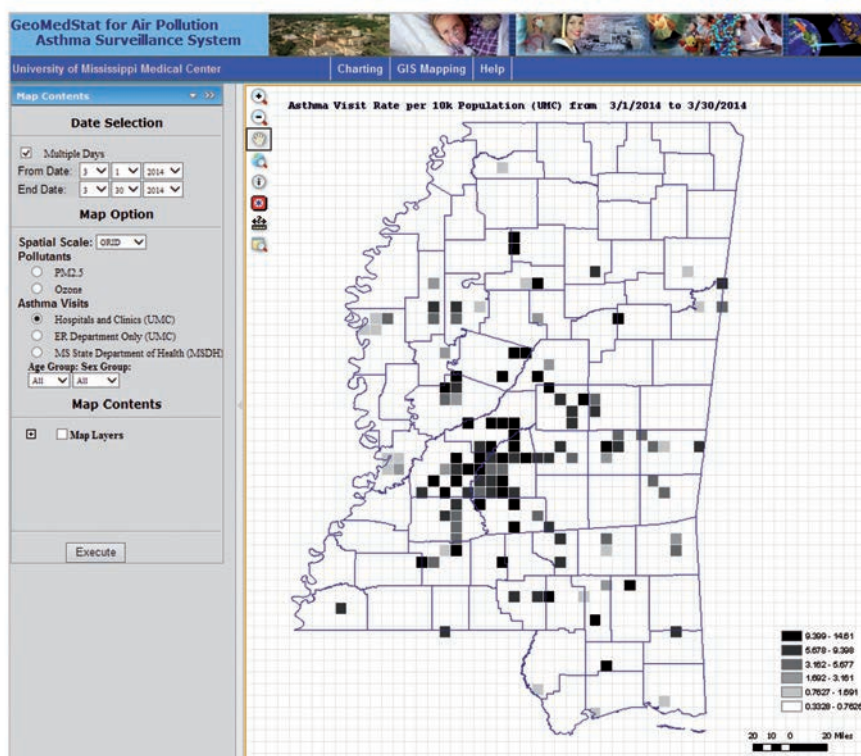 GeoMedStat for Air Pollution
Asthma Surveillance System
University of Mississippi Medical Center
Charting
GIS Mapping
Help
Map Contents
Date Selection
Multiple Days
From Date: 3 1 2014
End Date: 3 30 2014
Map Option
Spatial Scale: GRID
Pollutants
PM2.5
Ozone
Asthma Visits
Hospitals and Clinics (UMC)
ER Department Only (UMC)
MS State Department of Health (MSDH)
Age Group: Sex Group:
All All
Map Contents
Map Layers
Execute
Asthma Visit Rate per 10k Population (UMC) from 3/1/2014 to 3/30/2014
9.399 - 14.61
5.678 - 9.398
3.162 - 5.677
1.692 - 3.161
0.7627 - 1.691
0.3328 - 0.7626
20 10 0 20 Miles